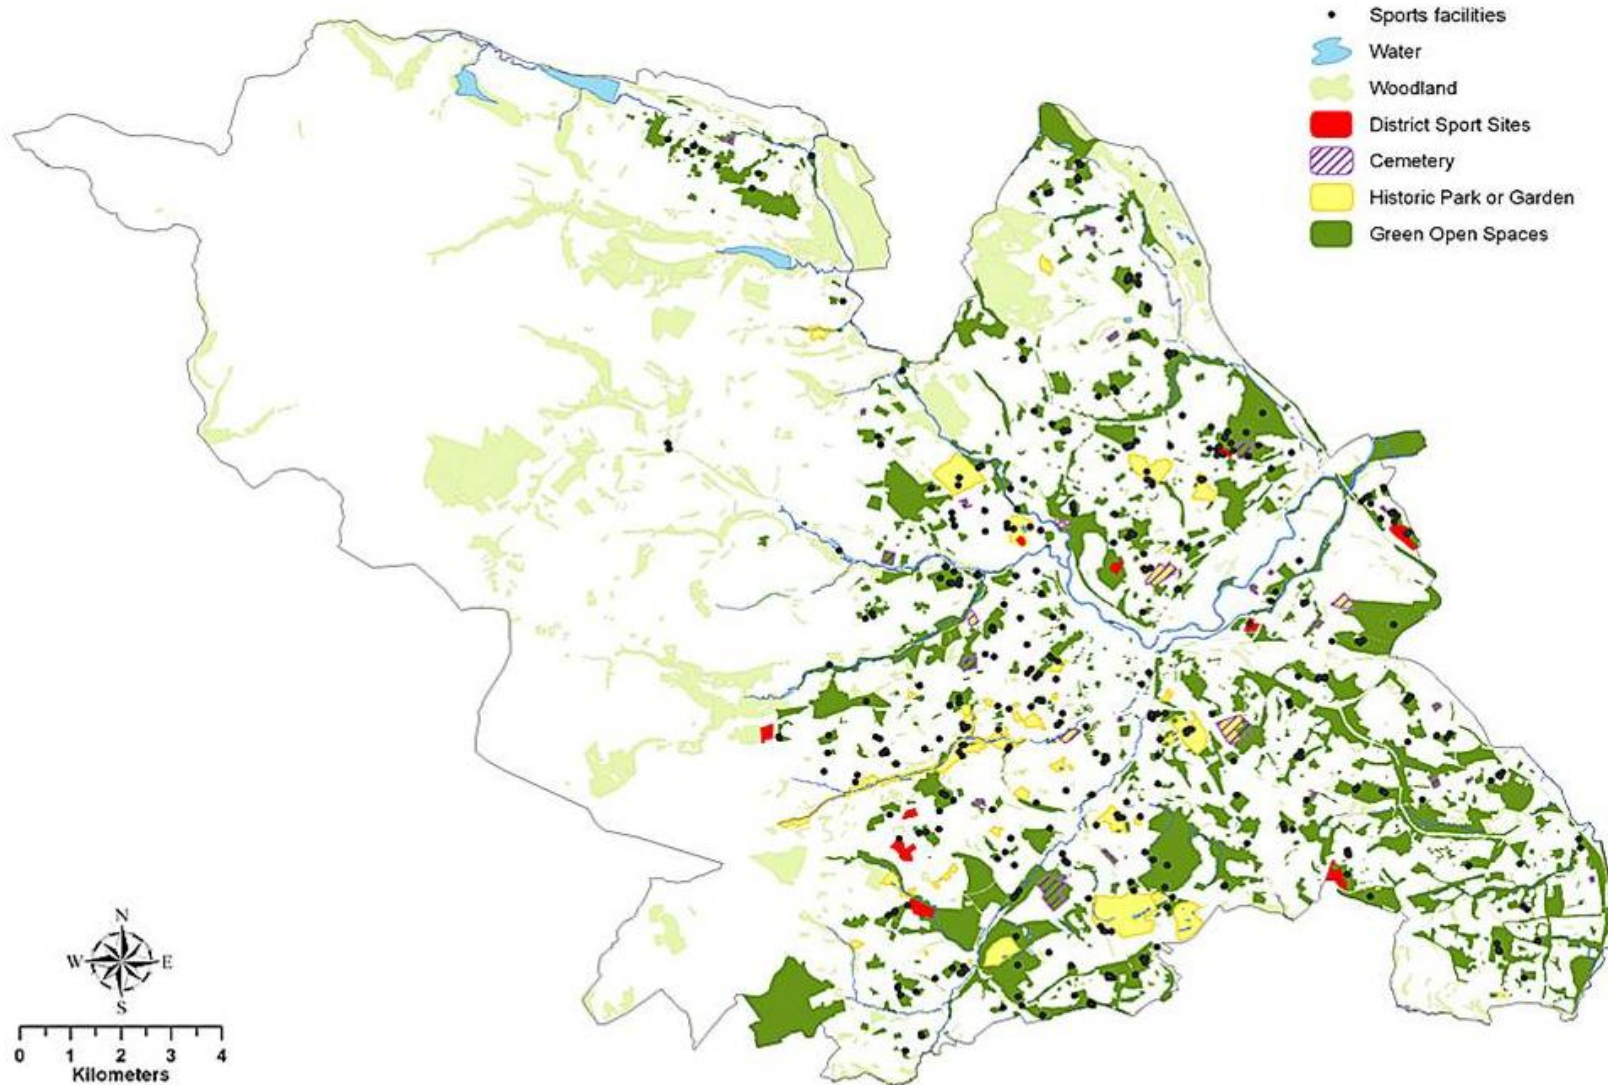 Sports facilities
Water
Woodland
District Sport Sites
Cemetery
Historic Park or Garden
Green Open Spaces
N
W E
S
0 1 2 3 4
Kilometers